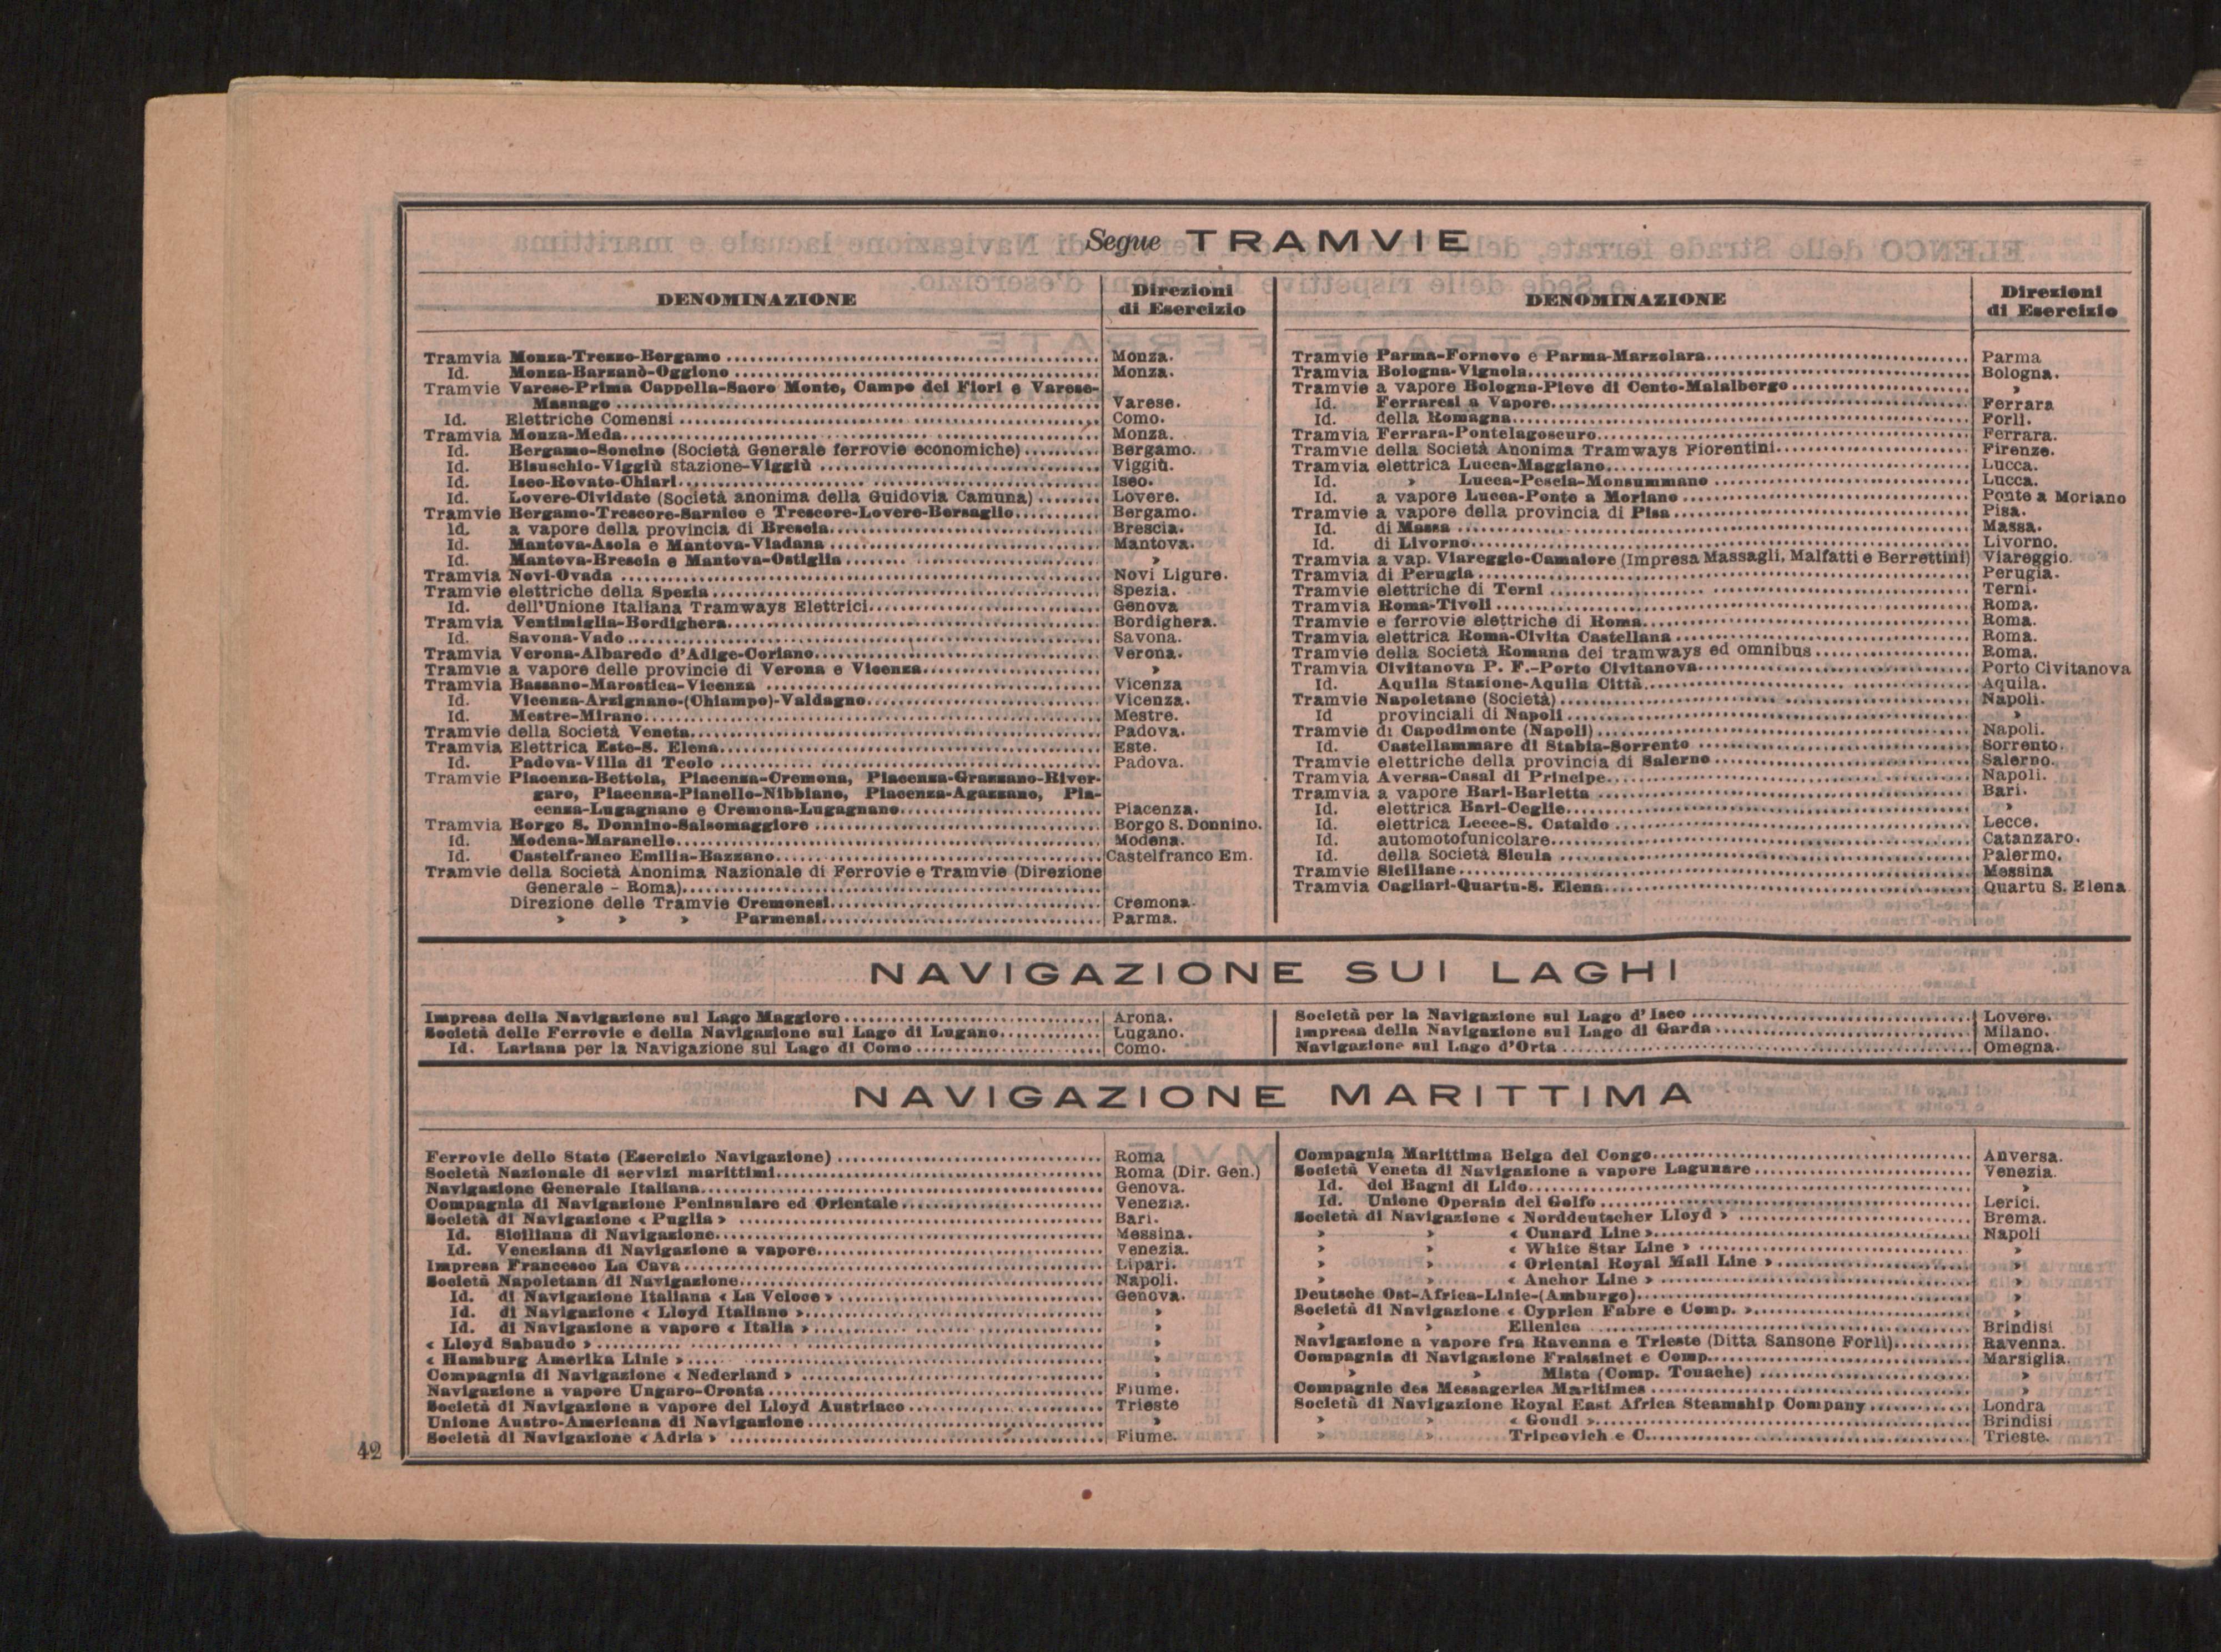 Segue TRAMVIE
DENOMINAZIONE
Direzioni
di Esercizio
Tramvia Monza-Trezzo-Bergamo Monza.
Id. Monza-Barzanò-Oggiono Monza.
Tramvie Varese-Prima Cappella-Sacro Monte, Campo dei Fiori e Varese-
Masnago Varese.
Id. Elettriche Comensi Como.
Tramvia Monza-Meda Monza.
Id. Bergamo-Soncino (Società Generale ferrovie economiche) Bergamo.
Id. Bisuschio-Viggiù stazione-Viggiù Viggiù.
Id. Iseo-Rovato-Chiari Iseo.
Id. Lovere-Cividate (Società anonima della Guidovia Camuna) Lovere.
Tramvie Bergamo-Trescore-Sarnico e Trescore-Lovere-Bersaglio Bergamo.
Id. a vapore della provincia di Brescia Brescia.
Id. Mantova-Asola e Mantova-Viadana Mantova.
Id. Mantova-Brescia e Mantova-Ostiglia »
Tramvia Novi-Ovada Novi Ligure.
Tramvie elettriche della Spezia Spezia.
Id. dell'Unione Italiana Tramways Elettrici Genova
Tramvia Ventimiglia-Bordighera Bordighera.
Id. Savona-Vado Savona.
Tramvia Verona-Albaredo d'Adige-Coriano Verona.
Tramvie a vapore delle provincie di Verona e Vicenza »
Tramvia Bassano-Marostica-Vicenza Vicenza
Id. Vicenza-Arzignano-(Chiampo)-Valdagno Vicenza.
Id. Mestre-Mirano Mestre.
Tramvie della Società Veneta Padova.
Tramvia Elettrica Este-S. Elena Este.
Id. Padova-Villa di Teolo Padova.
Tramvie Piacenza-Bettola, Piacenza-Cremona, Piacenza-Grazzano-River-
garo, Piacenza-Pianello-Nibbiano, Piacenza-Agazzano, Pia-
cenza-Lugagnano e Cremona-Lugagnano Piacenza.
Tramvia Borgo S. Donnino-Salsomaggiore Borgo S. Donnino.
Id. Modena-Maranello Modena.
Id. Castelfranco Emilia-Bazzano Castelfranco Em.
Tramvie della Società Anonima Nazionale di Ferrovie e Tramvie (Direzione
Generale - Roma)
Direzione delle Tramvie Cremonesi Cremona
» » » Parmensi Parma.
DENOMINAZIONE
Direzioni
di Esercizio
Tramvie Parma-Fornovo e Parma-Marzolara Parma
Tramvia Bologna-Vignola Bologna.
Tramvie a vapore Bologna-Pieve di Cento-Malalbergo »
Id. Ferraresi a Vapore Ferrara
Id. della Romagna Forlì.
Tramvia Ferrara-Pontelagoscuro Ferrara.
Tramvie della Società Anonima Tramways Fiorentini Firenze.
Tramvia elettrica Lucca-Maggiano Lucca.
Id. » Lucca-Pescia-Monsummano Lucca.
Id. a vapore Lucca-Ponte a Moriano Ponte a Moriano
Tramvie a vapore della provincia di Pisa Pisa.
Id. di Massa Massa.
Id. di Livorno Livorno.
Tramvia a vap. Viareggio-Camaiore (Impresa Massagli, Malfatti e Berrettini) Viareggio.
Tramvia di Perugia Perugia.
Tramvie elettriche di Terni Terni.
Tramvia Roma-Tivoli Roma.
Tramvie e ferrovie elettriche di Roma Roma.
Tramvia elettrica Roma-Civita Castellana Roma.
Tramvie della Società Romana dei tramways ed omnibus Roma.
Tramvia Civitanova P. F.-Porto Civitanova Porto Civitanova
Id. Aquila Stazione-Aquila Città Aquila.
Tramvie Napoletane (Società) Napoli.
Id provinciali di Napoli »
Tramvie di Capodimonte (Napoli) Napoli.
Id. Castellammare di Stabia-Sorrento Sorrento.
Tramvie elettriche della provincia di Salerno Salerno.
Tramvia Aversa-Casal di Principe Napoli.
Tramvia a vapore Bari-Barletta Bari.
Id. elettrica Bari-Ceglie »
Id. elettrica Lecce-S. Cataldo Lecce.
Id. automotofunicolare Catanzaro.
Id. della Società Sicula Palermo.
Tramvie Siciliane Messina
Tramvia Cagliari-Quartu-S. Elena Quartu S. Elena
NAVIGAZIONE SUI LAGHI
Impresa della Navigazione sul Lago Maggiore Arona.
Società delle Ferrovie e della Navigazione sul Lago di Lugano Lugano.
Id. Lariana per la Navigazione sul Lago di Como Como.
Società per la Navigazione sul Lago d'Iseo Lovere.
Impresa della Navigazione sul Lago di Garda Milano.
Navigazione sul Lago d'Orta Omegna.
NAVIGAZIONE MARITTIMA
Ferrovie dello Stato (Esercizio Navigazione) Roma
Società Nazionale di servizi marittimi Roma (Dir. Gen.)
Navigazione Generale Italiana Genova.
Compagnia di Navigazione Peninsulare ed Orientale Venezia.
Società di Navigazione « Puglia » Bari.
Id. Siciliana di Navigazione Messina.
Id. Veneziana di Navigazione a vapore Venezia.
Impresa Francesco La Cava Lipari.
Società Napoletana di Navigazione Napoli.
Id. di Navigazione Italiana « La Veloce » Genova.
Id. di Navigazione « Lloyd Italiano » »
Id. di Navigazione a vapore « Italia » »
« Lloyd Sabaudo » »
« Hamburg Amerika Linie » »
Compagnia di Navigazione « Nederland » »
Navigazione a vapore Ungaro-Croata Fiume.
Società di Navigazione a vapore del Lloyd Austriaco Trieste
Unione Austro-Americana di Navigazione »
Società di Navigazione « Adria » Fiume.
Compagnia Marittima Belga del Congo Anversa.
Società Veneta di Navigazione a vapore Lagunare Venezia.
Id. dei Bagni di Lido »
Id. Unione Operaia del Golfo Lerici.
Società di Navigazione « Norddeutscher Lloyd » Brema.
» » « Cunard Line » Napoli
» » « White Star Line » »
» » « Oriental Royal Mail Line » »
» » « Anchor Line » »
Deutsche Ost-Africa-Linie-(Amburgo) »
Società di Navigazione « Cyprien Fabre e Comp. » »
» » Ellenica Brindisi
Navigazione a vapore fra Ravenna e Trieste (Ditta Sansone Forlì) Ravenna.
Compagnia di Navigazione Fraissinet e Comp. Marsiglia.
» » Mista (Comp. Touache) »
Compagnie des Messageries Maritimes »
Società di Navigazione Royal East Africa Steamship Company Londra
» » « Goudi » Brindisi
» » Tripcovich e C. Trieste.
42